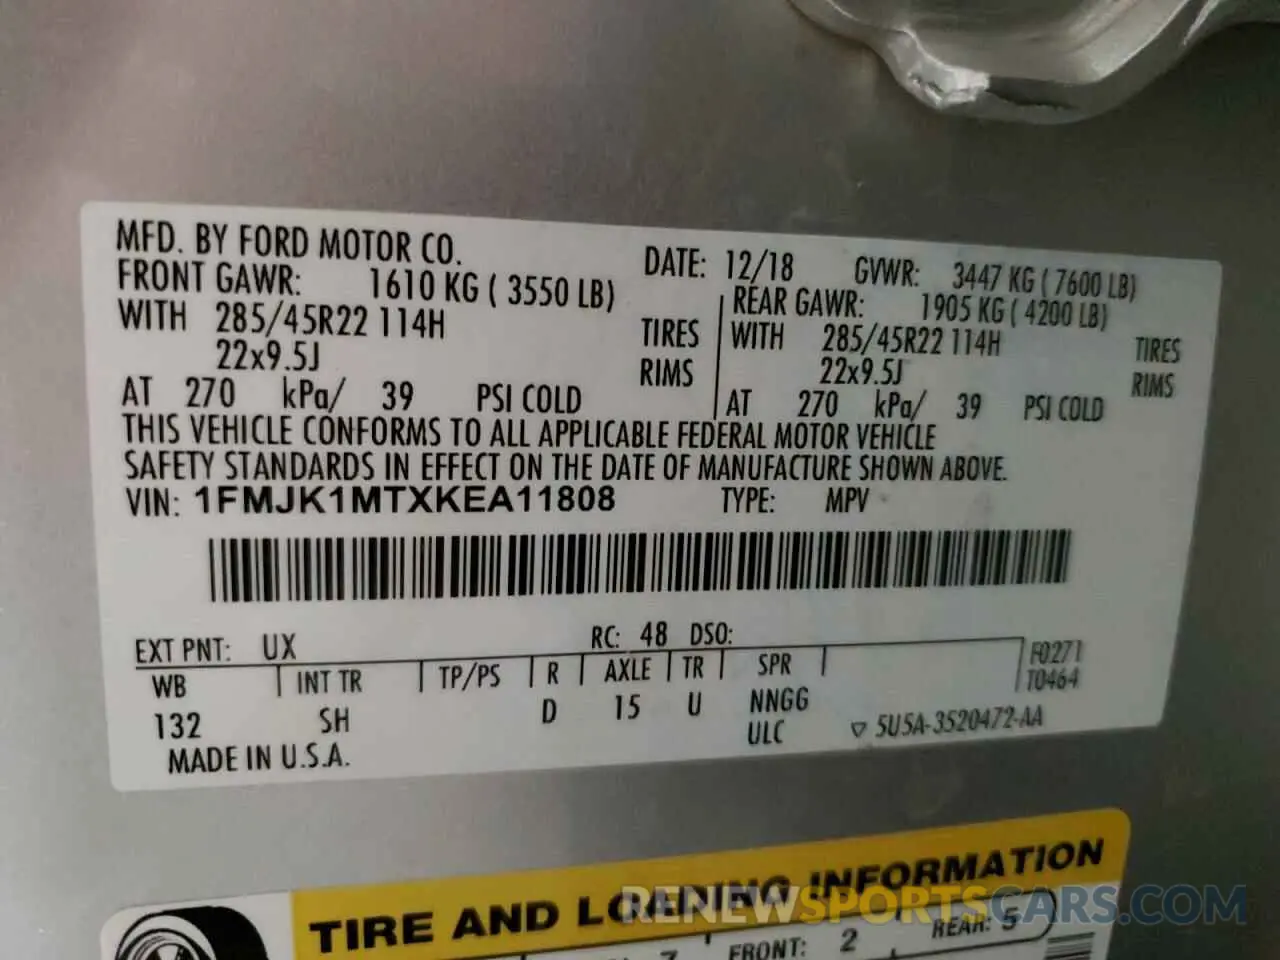 MFD. BY FORD MOTOR CO. DATE: 12/18 GVWR: 3447 KG ( 7600 LB)
FRONT GAWR: 1610 KG ( 3550 LB) REAR GAWR: 1905 KG ( 4200 LB)
WITH 285/45R22 114H TIRES WITH 285/45R22 114H TIRES
22x9.5J RIMS 22x9.5J RIMS
AT 270 kPa/ 39 PSI COLD AT 270 kPa/ 39 PSI COLD
THIS VEHICLE CONFORMS TO ALL APPLICABLE FEDERAL MOTOR VEHICLE
SAFETY STANDARDS IN EFFECT ON THE DATE OF MANUFACTURE SHOWN ABOVE.
VIN: 1FMJK1MTXKEA11808 TYPE: MPV
EXT PNT: UX RC: 48 DSO:
WB INT TR TP/PS R AXLE TR SPR F0271
T0464
132 SH D 15 U NNGG
ULC ▽ 5U5A-3520472-AA
MADE IN U.S.A.
TIRE AND INFORMATION
RENEWSPORTSCARS.COM
7 FRONT: 2 REAR: 5